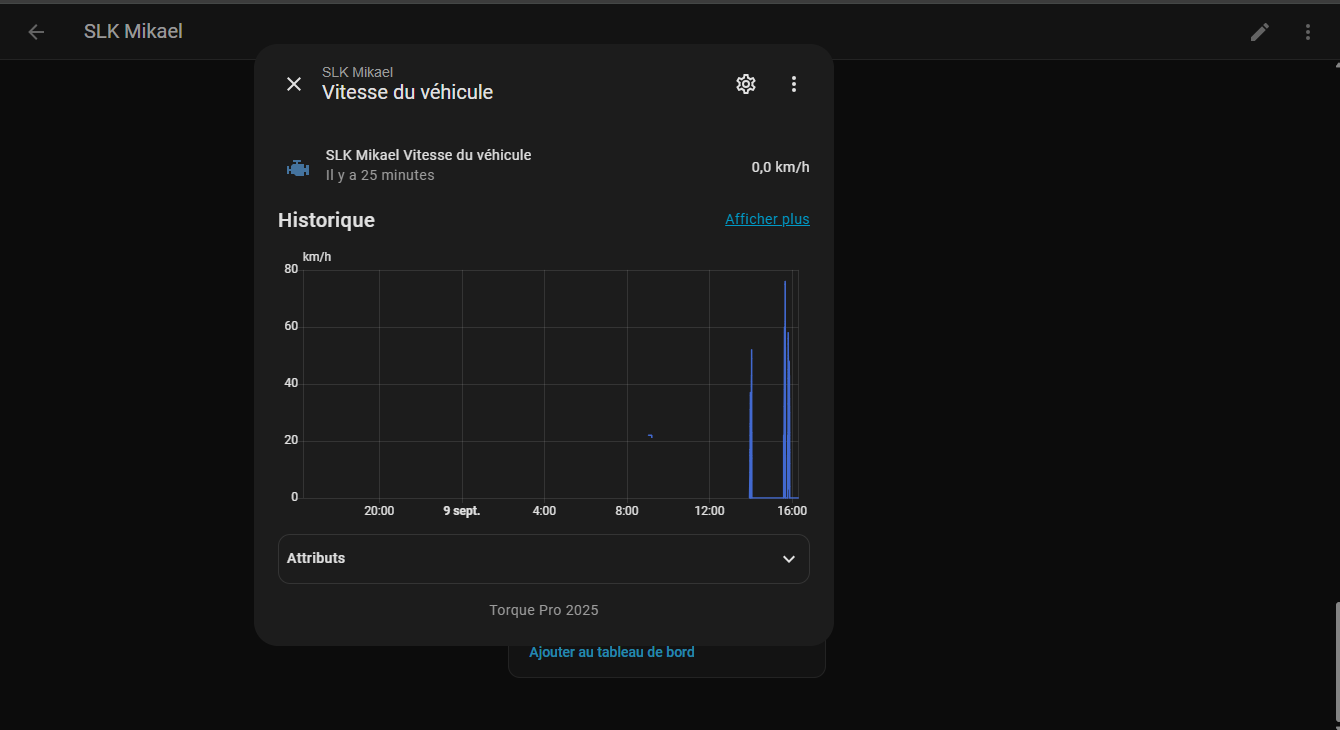 SLK Mikael
SLK Mikael
Vitesse du véhicule
SLK Mikael Vitesse du véhicule
Il y a 25 minutes
0,0 km/h
Historique
Afficher plus
km/h
80
60
40
20
0
20:00 9 sept. 4:00 8:00 12:00 16:00
Attributs
Torque Pro 2025
Ajouter au tableau de bord